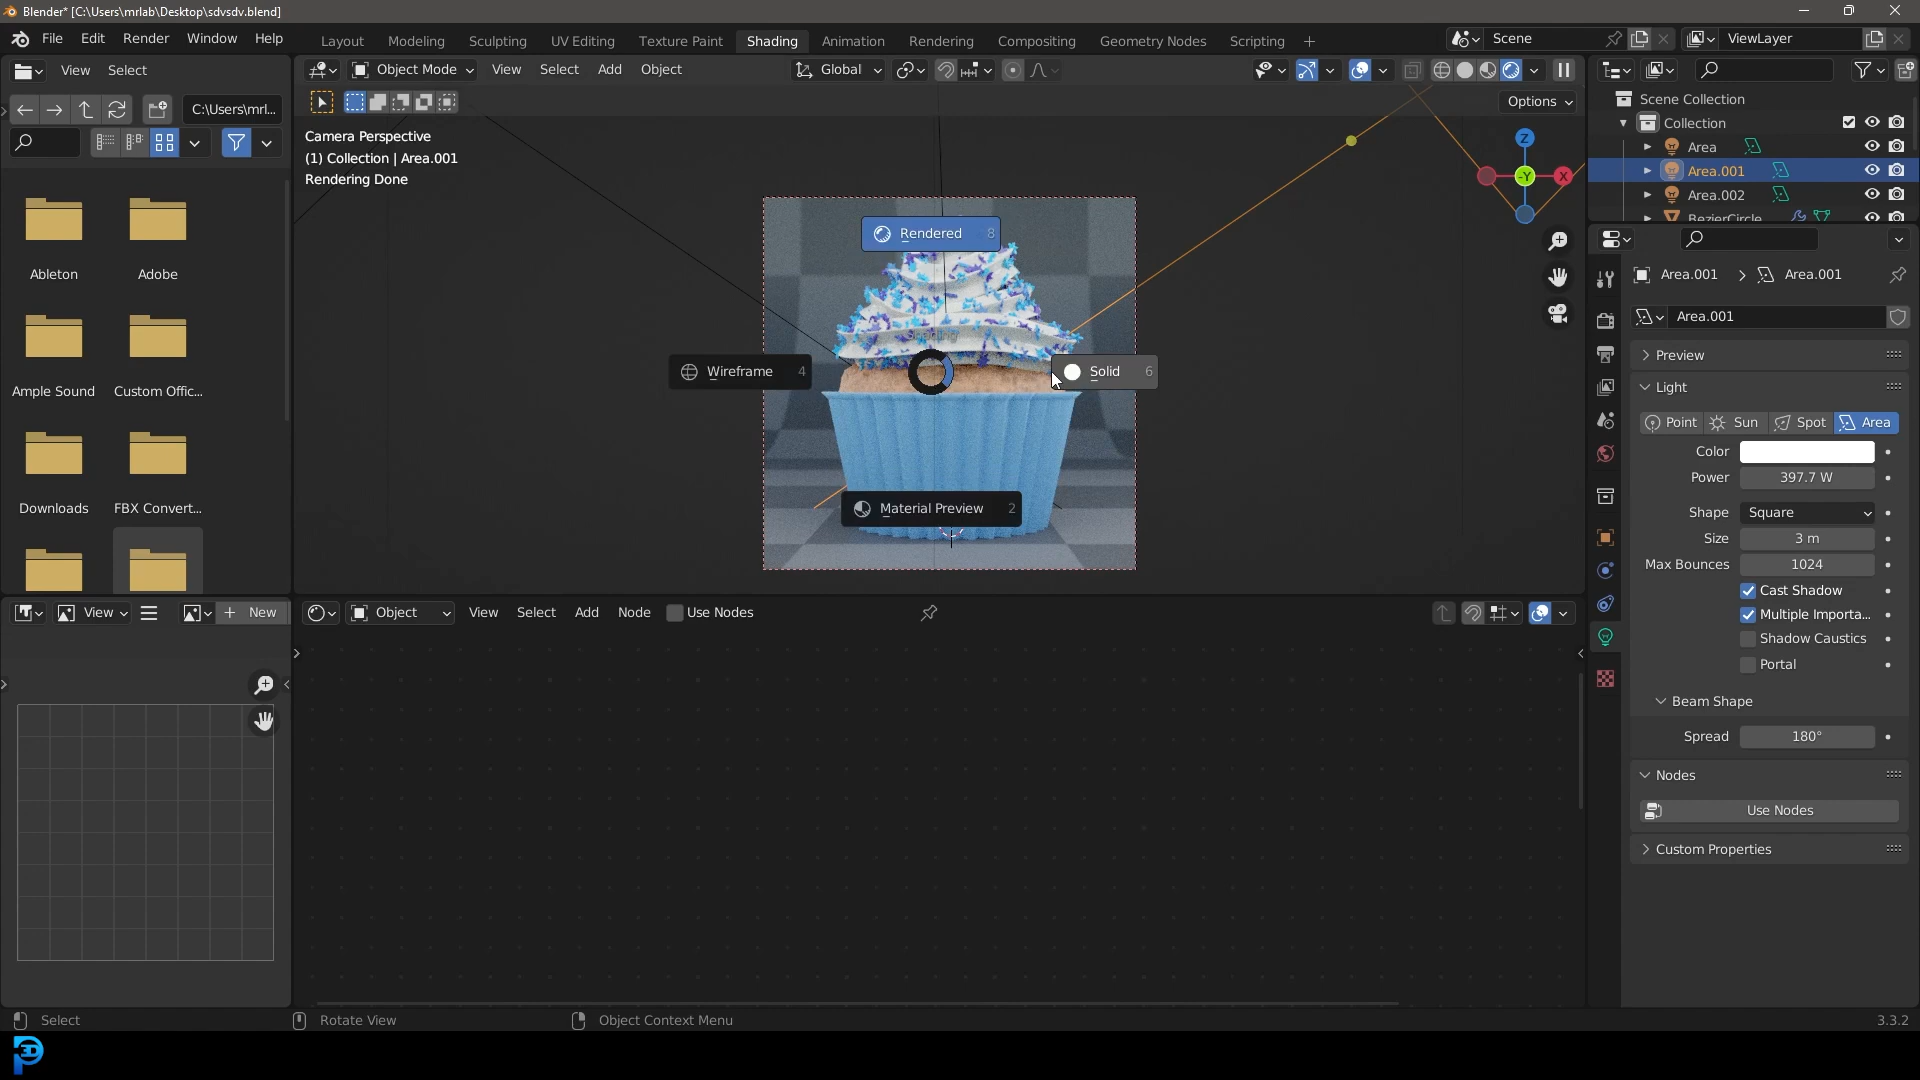 Blender* [C:\Users\mrlab\Desktop\sdvsdv.blend]
File Edit Render Window Help
Layout Modeling Sculpting UV Editing Texture Paint Shading Animation Rendering Compositing Geometry Nodes Scripting +
Scene
ViewLayer
View Select
Object Mode View Select Add Object
Global
C:\Users\mrl...
Options
Camera Perspective
(1) Collection | Area.001
Rendering Done
Z
-Y
X
Scene Collection
Collection
Area
Area.001
Area.002
BezierCircle
Ableton
Adobe
Ample Sound
Custom Offic...
Downloads
FBX Convert...
Rendered 8
Shading
Wireframe 4
Solid 6
Material Preview 2
Area.001 > Area.001
Area.001
Preview
Light
Point Sun Spot Area
Color
Power 397.7 W
Shape Square
Size 3 m
Max Bounces 1024
Cast Shadow
Multiple Importa...
Shadow Caustics
Portal
Beam Shape
Spread 180°
Nodes
Use Nodes
Custom Properties
View
+ New
Object View Select Add Node Use Nodes
Select
Rotate View
Object Context Menu
3.3.2
3D